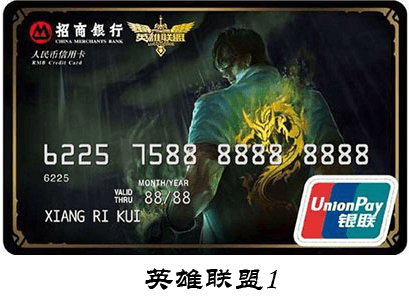 招商银行
CHINA MERCHANTS BANK
英雄联盟
人民币信用卡
RMB Credit Card
6225 7588 8888 8888
6225
MONTH/YEAR
VALID THRU 88/88
XIANG RI KUI
UnionPay
银联
英雄联盟1